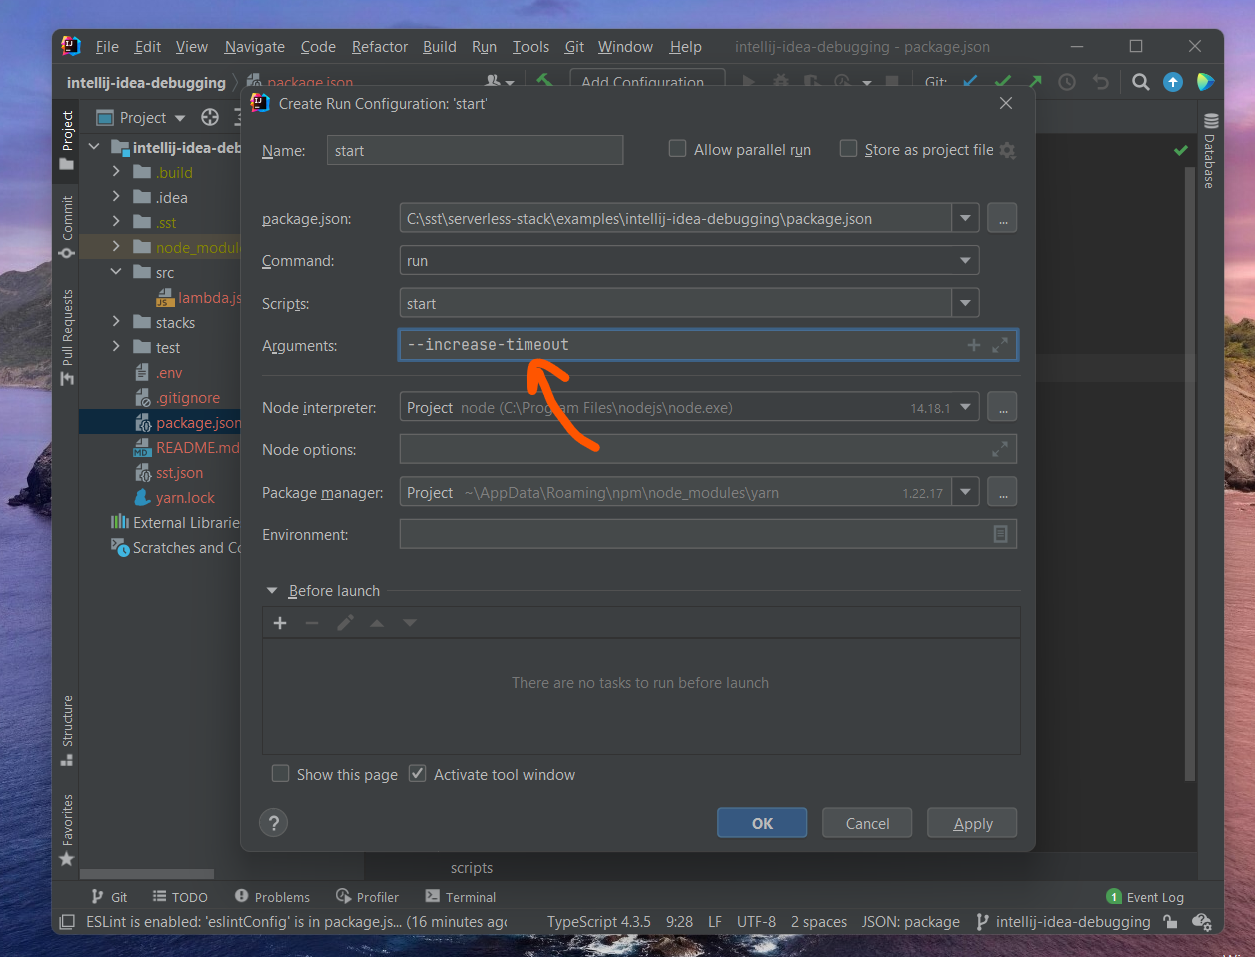 File Edit View Navigate Code Refactor Build Run Tools Git Window Help intellij-idea-debugging - package.json
intellij-idea-debugging package.json Add Configuration... Git:
Create Run Configuration: 'start'
Project
Project
Commit
Pull Requests
Structure
Favorites
Database
intellij-idea-deb
.build
.idea
.sst
node_modul
src
lambda.js
stacks
test
.env
.gitignore
package.json
README.md
sst.json
yarn.lock
External Librarie
Scratches and Co
Name: start Allow parallel run Store as project file
package.json: C:\sst\serverless-stack\examples\intellij-idea-debugging\package.json ...
Command: run
Scripts: start
Arguments: --increase-timeout
Node interpreter: Project node (C:\Program Files\nodejs\node.exe) 14.18.1 ...
Node options:
Package manager: Project ~\AppData\Roaming\npm\node_modules\yarn 1.22.17 ...
Environment:
Before launch
There are no tasks to run before launch
Show this page Activate tool window
? OK Cancel Apply
scripts
Git TODO Problems Profiler Terminal 1 Event Log
ESLint is enabled: 'eslintConfig' is in package.js... (16 minutes ago TypeScript 4.3.5 9:28 LF UTF-8 2 spaces JSON: package intellij-idea-debugging